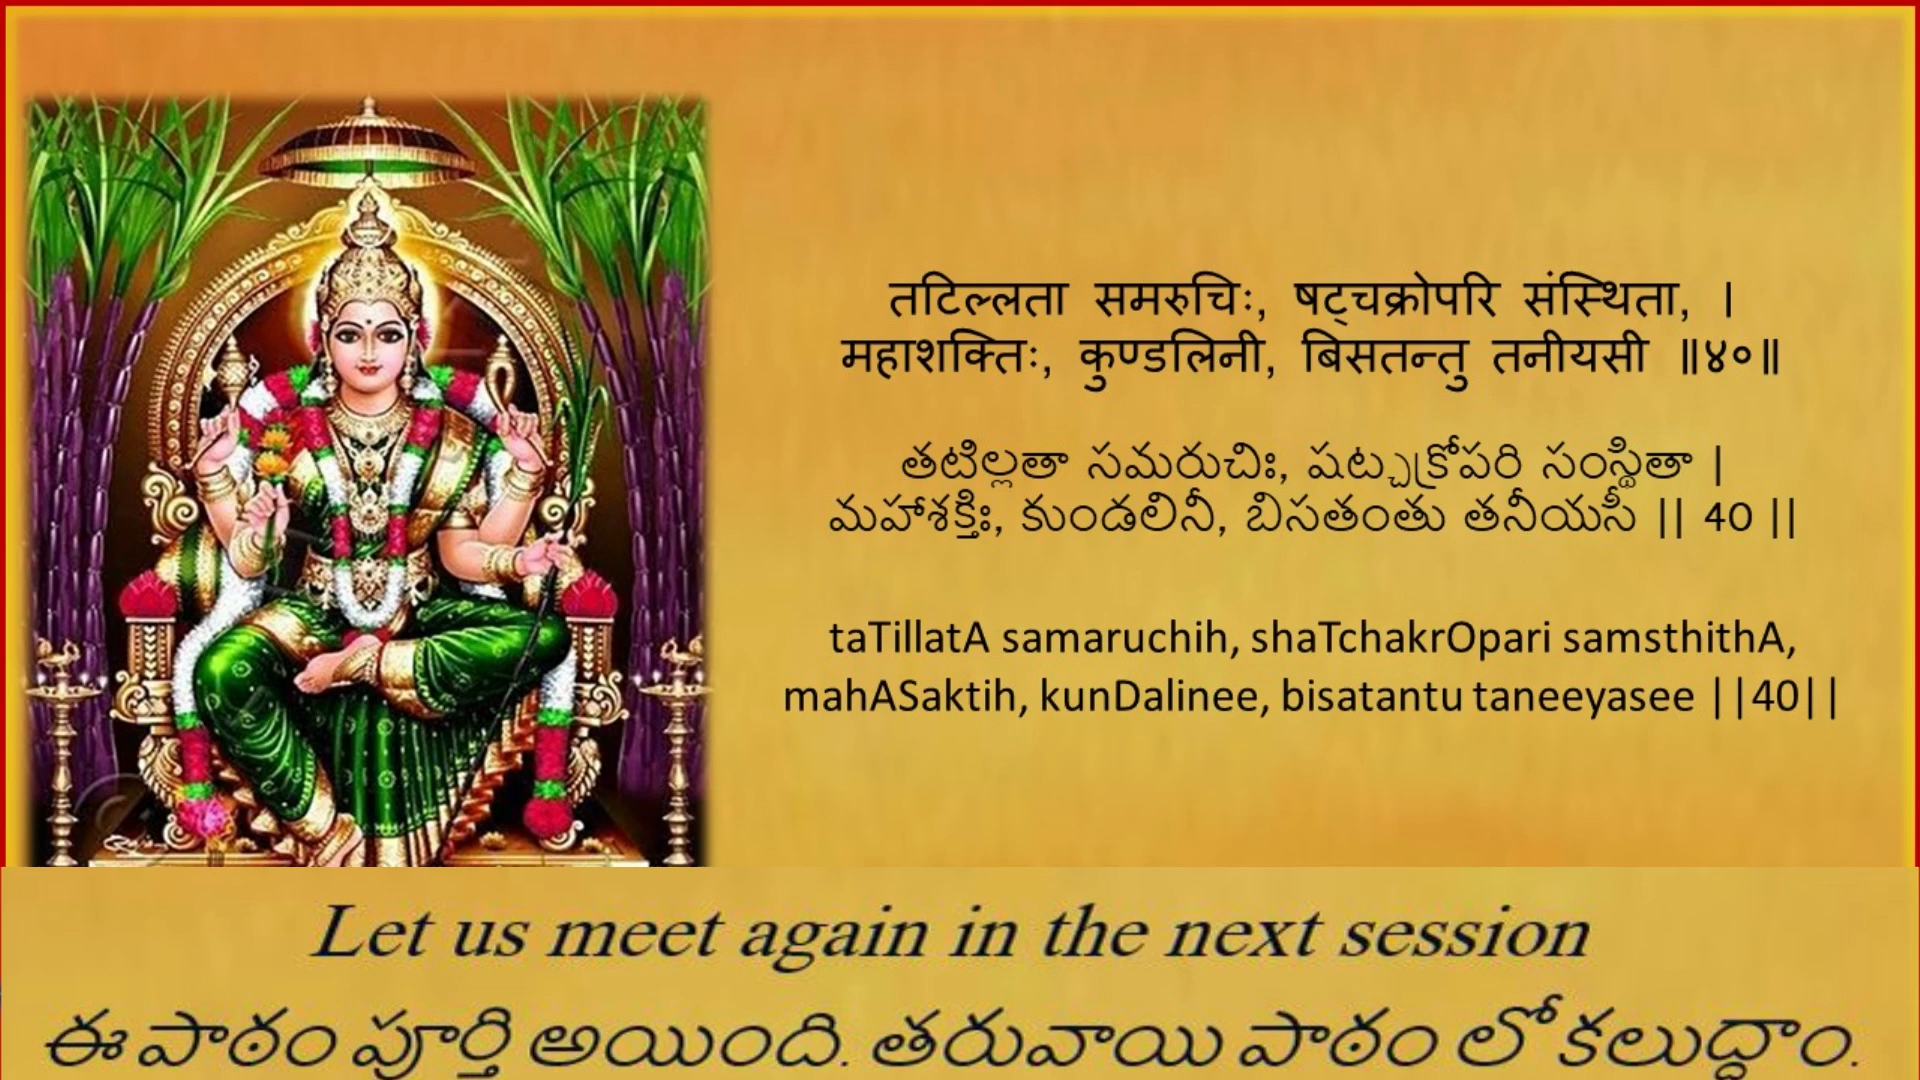 तटिल्लता समरुचिः, षट्चक्रोपरि संस्थिता, ।
महाशक्तिः, कुण्डलिनी, बिसतन्तु तनीयसी ॥४०॥
తటిల్లతా సమరుచిః, షట్చక్రోపరి సంస్థితా |
మహాశక్తిః, కుండలినీ, బిసతంతు తనీయసీ || 40 ||
taTillatA samaruchih, shaTchakrOpari samsthithA,
mahASaktih, kunDalinee, bisatantu taneeyasee ||40||
Let us meet again in the next session
ఈ పాఠం పూర్తి అయింది. తరువాయి పాఠం లో కలుద్దాం.